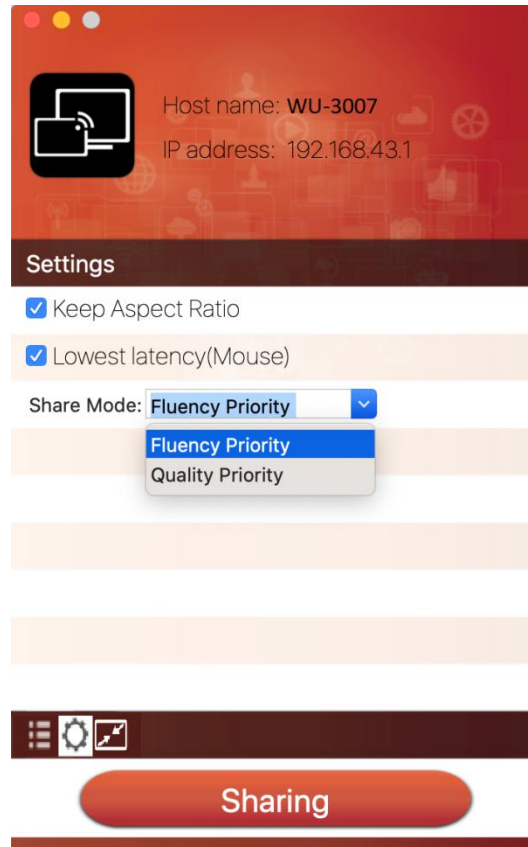 Host name: WU-3007
IP address: 192.168.43.1
Settings
Keep Aspect Ratio
Lowest latency(Mouse)
Share Mode: Fluency Priority
Fluency Priority
Quality Priority
Sharing